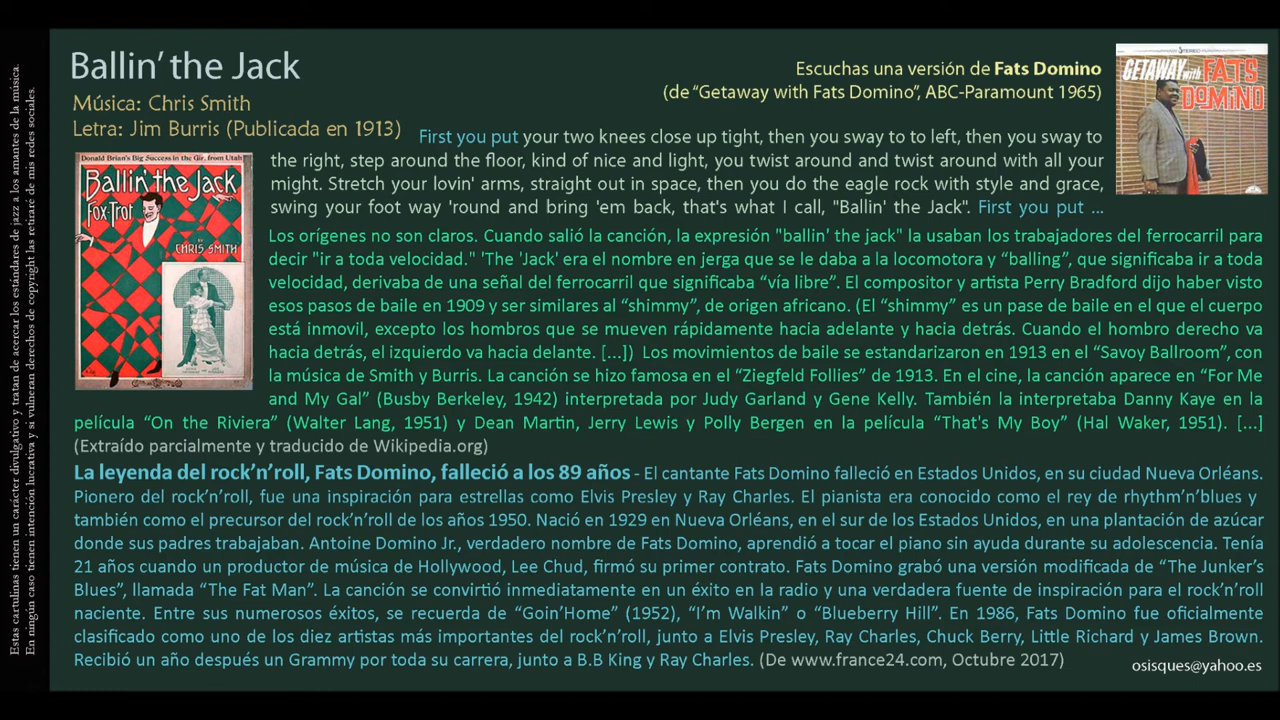 Ballin' the Jack
Música: Chris Smith
Letra: Jim Burris (Publicada en 1913)
Escuchas una versión de Fats Domino
(de "Getaway with Fats Domino", ABC-Paramount 1965)
STEREO
GETAWAY with FATS
DOMINO
First you put your two knees close up tight, then you sway to to left, then you sway to
the right, step around the floor, kind of nice and light, you twist around and twist around with all your
might. Stretch your lovin' arms, straight out in space, then you do the eagle rock with style and grace,
swing your foot way 'round and bring 'em back, that's what I call, "Ballin' the Jack". First you put ...
Donald Brian's Big Success in the Girl from Utah
Ballin' the Jack
Fox-Trot
BY
CHRIS SMITH
Los orígenes no son claros. Cuando salió la canción, la expresión "ballin' the jack" la usaban los trabajadores del ferrocarril para
decir "ir a toda velocidad." 'The 'Jack' era el nombre en jerga que se le daba a la locomotora y "balling", que significaba ir a toda
velocidad, derivaba de una señal del ferrocarril que significaba "vía libre". El compositor y artista Perry Bradford dijo haber visto
esos pasos de baile en 1909 y ser similares al "shimmy", de origen africano. (El "shimmy" es un pase de baile en el que el cuerpo
está inmovil, excepto los hombros que se mueven rápidamente hacia adelante y hacia detrás. Cuando el hombro derecho va
hacia detrás, el izquierdo va hacia delante. [...]) Los movimientos de baile se estandarizaron en 1913 en el "Savoy Ballroom", con
la música de Smith y Burris. La canción se hizo famosa en el "Ziegfeld Follies" de 1913. En el cine, la canción aparece en "For Me
and My Gal" (Busby Berkeley, 1942) interpretada por Judy Garland y Gene Kelly. También la interpretaba Danny Kaye en la
película "On the Riviera" (Walter Lang, 1951) y Dean Martin, Jerry Lewis y Polly Bergen en la película "That's My Boy" (Hal Waker, 1951). [...]
(Extraído parcialmente y traducido de Wikipedia.org)
La leyenda del rock'n'roll, Fats Domino, falleció a los 89 años - El cantante Fats Domino falleció en Estados Unidos, en su ciudad Nueva Orléans.
Pionero del rock'n'roll, fue una inspiración para estrellas como Elvis Presley y Ray Charles. El pianista era conocido como el rey de rhythm'n'blues y
también como el precursor del rock'n'roll de los años 1950. Nació en 1929 en Nueva Orléans, en el sur de los Estados Unidos, en una plantación de azúcar
donde sus padres trabajaban. Antoine Domino Jr., verdadero nombre de Fats Domino, aprendió a tocar el piano sin ayuda durante su adolescencia. Tenía
21 años cuando un productor de música de Hollywood, Lee Chud, firmó su primer contrato. Fats Domino grabó una versión modificada de "The Junker's
Blues", llamada "The Fat Man". La canción se convirtió inmediatamente en un éxito en la radio y una verdadera fuente de inspiración para el rock'n'roll
naciente. Entre sus numerosos éxitos, se recuerda de "Goin'Home" (1952), "I'm Walkin" o "Blueberry Hill". En 1986, Fats Domino fue oficialmente
clasificado como uno de los diez artistas más importantes del rock'n'roll, junto a Elvis Presley, Ray Charles, Chuck Berry, Little Richard y James Brown.
Recibió un año después un Grammy por toda su carrera, junto a B.B King y Ray Charles. (De www.france24.com, Octubre 2017)
osisques@yahoo.es
Estas cartulinas tienen un carácter divulgativo y tratan de acercar los estándares de jazz a los amantes de la música.
En ningún caso tienen intención lucrativa y si vulneran derechos de copyright las retiraré de mis redes sociales.